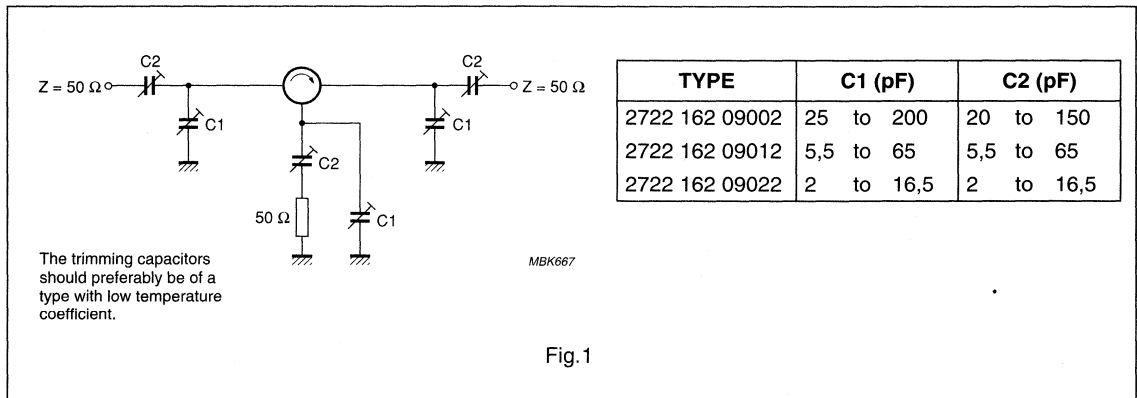 C2
C2
Z = 50 Ω
Z = 50 Ω
C1
C1
C2
50 Ω
C1
The trimming capacitors
should preferably be of a
type with low temperature
coefficient.
MBK667
TYPE C1 (pF) C2 (pF)
2722 162 09002 25 to 200 20 to 150
2722 162 09012 5,5 to 65 5,5 to 65
2722 162 09022 2 to 16,5 2 to 16,5
Fig.1